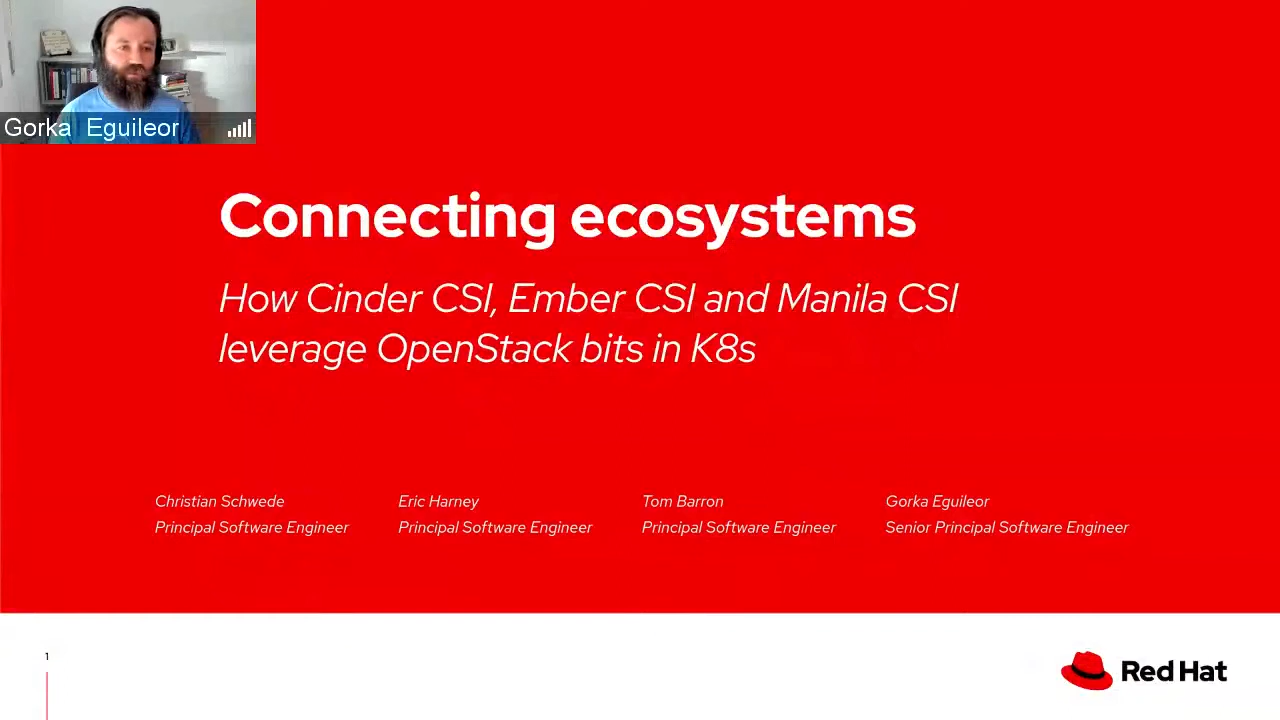 Gorka Eguileor
Connecting ecosystems
How Cinder CSI, Ember CSI and Manila CSI
leverage OpenStack bits in K8s
Christian Schwede
Principal Software Engineer
Eric Harney
Principal Software Engineer
Tom Barron
Principal Software Engineer
Gorka Eguileor
Senior Principal Software Engineer
1
Red Hat